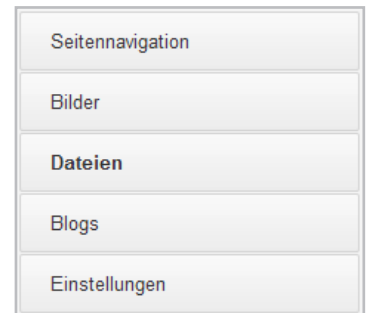 Seitennavigation
Bilder
Dateien
Blogs
Einstellungen